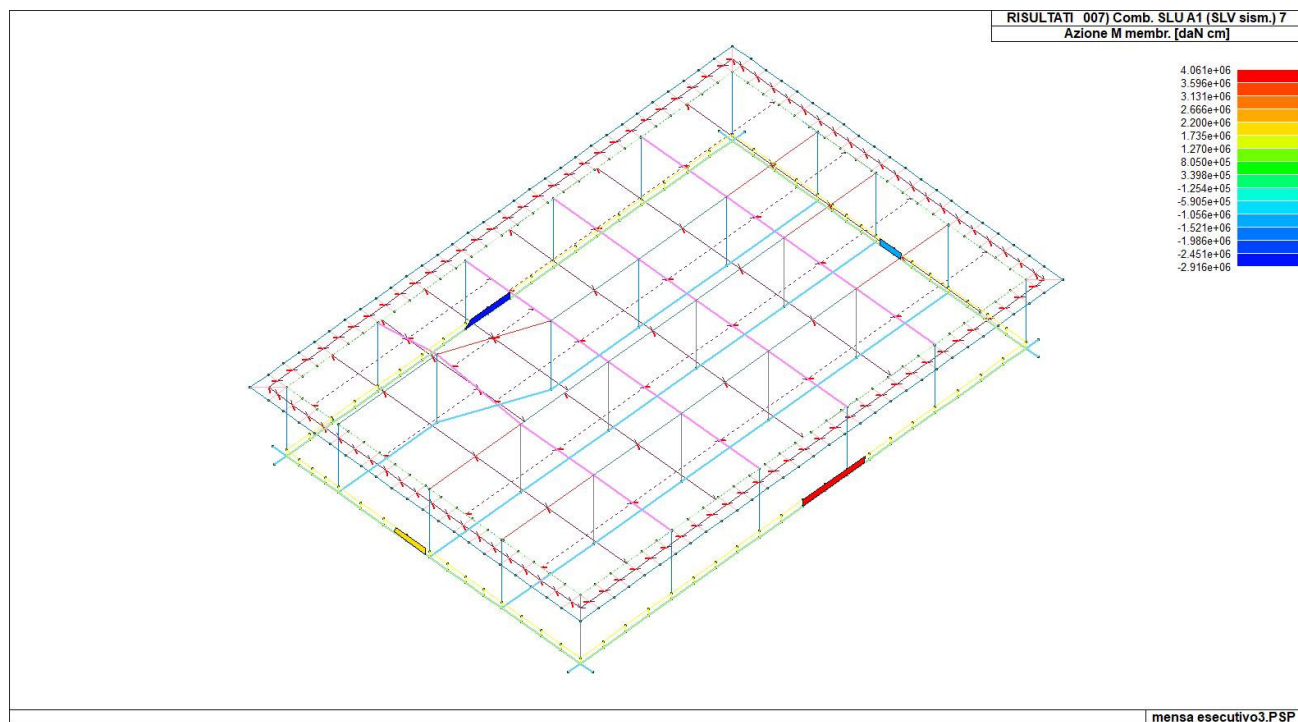 RISULTATI 007) Comb. SLU A1 (SLV sism.) 7
Azione M membr. [daN cm]
4.061e+06
3.596e+06
3.131e+06
2.666e+06
2.200e+06
1.735e+06
1.270e+06
8.050e+05
3.398e+05
-1.254e+05
-5.905e+05
-1.056e+06
-1.521e+06
-1.986e+06
-2.451e+06
-2.916e+06
mensa esecutivo3.PSP